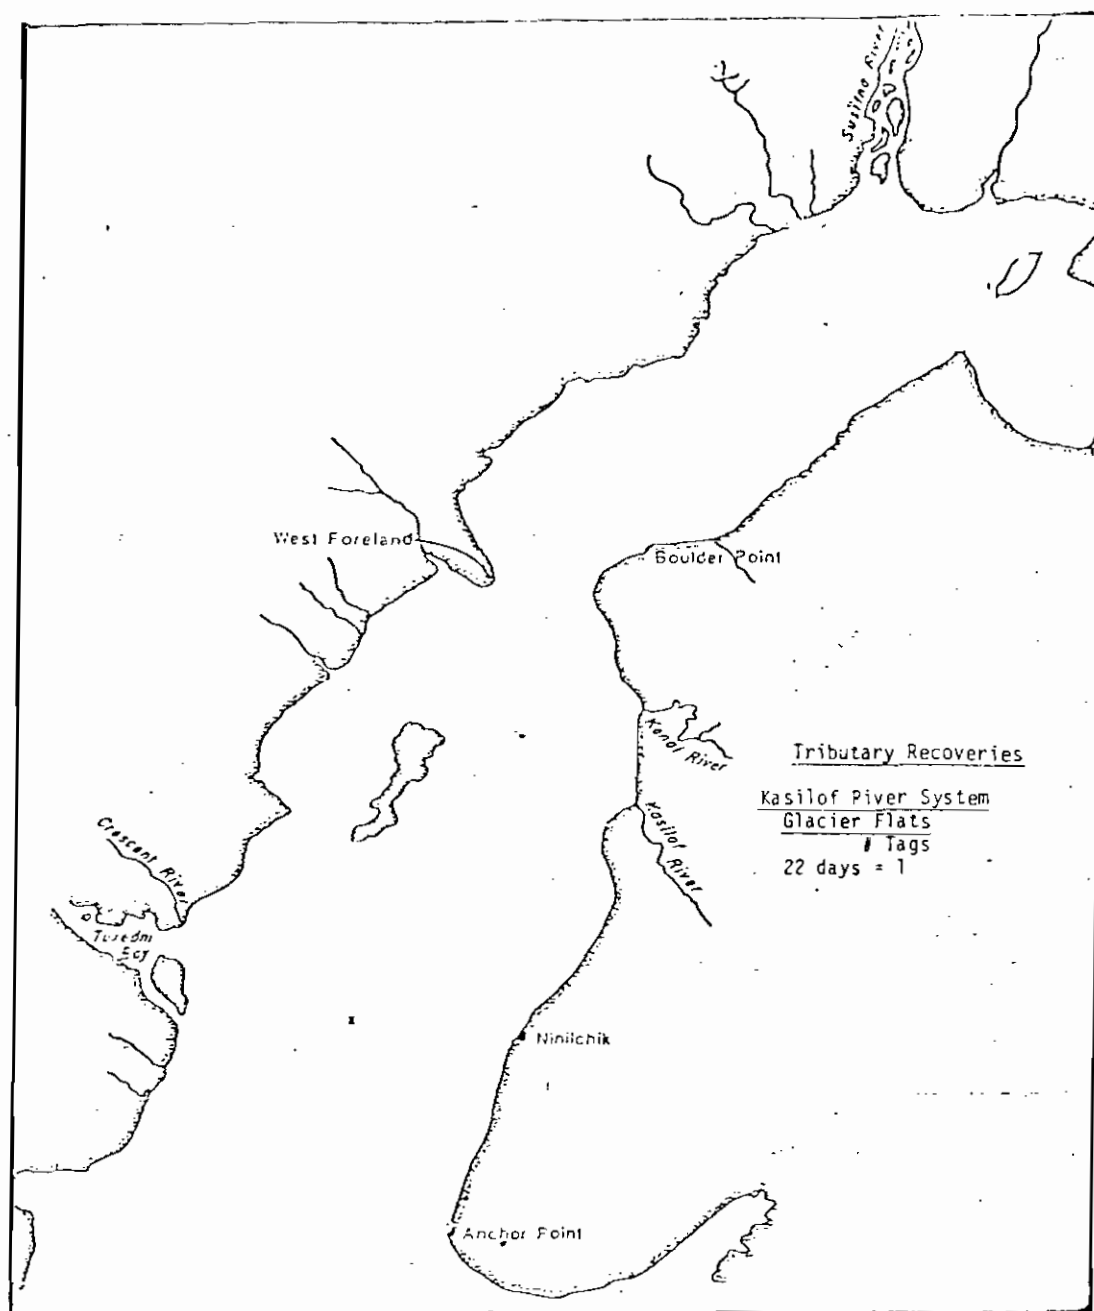 Susitna River
West Foreland
Boulder Point
Kenai River
Tributary Recoveries
Kasilof River System
Glacier Flats
# Tags
22 days = 1
Kasilof
River
Crescent River
Tuxedni
Bay
x
Ninilchik
Anchor Point